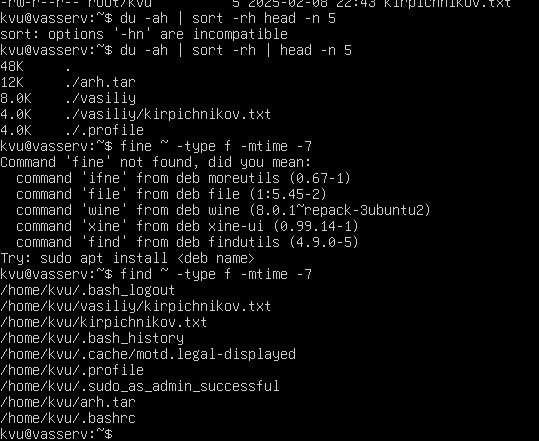 -rw-r--r-- root/kvu           5 2025-02-08 22:43 kirpichnikov.txt
kvu@vasserv:~$ du -ah | sort -rh head -n 5
sort: options '-hn' are incompatible
kvu@vasserv:~$ du -ah | sort -rh | head -n 5
48K     .
12K     ./arh.tar
8.0K    ./vasiliy
4.0K    ./vasiliy/kirpichnikov.txt
4.0K    ./.profile
kvu@vasserv:~$ fine ~ -type f -mtime -7
Command 'fine' not found, did you mean:
  command 'ifne' from deb moreutils (0.67-1)
  command 'file' from deb file (1:5.45-2)
  command 'wine' from deb wine (8.0.1~repack-3ubuntu2)
  command 'xine' from deb xine-ui (0.99.14-1)
  command 'find' from deb findutils (4.9.0-5)
Try: sudo apt install <deb name>
kvu@vasserv:~$ find ~ -type f -mtime -7
/home/kvu/.bash_logout
/home/kvu/vasiliy/kirpichnikov.txt
/home/kvu/kirpichnikov.txt
/home/kvu/.bash_history
/home/kvu/.cache/motd.legal-displayed
/home/kvu/.profile
/home/kvu/.sudo_as_admin_successful
/home/kvu/arh.tar
/home/kvu/.bashrc
kvu@vasserv:~$